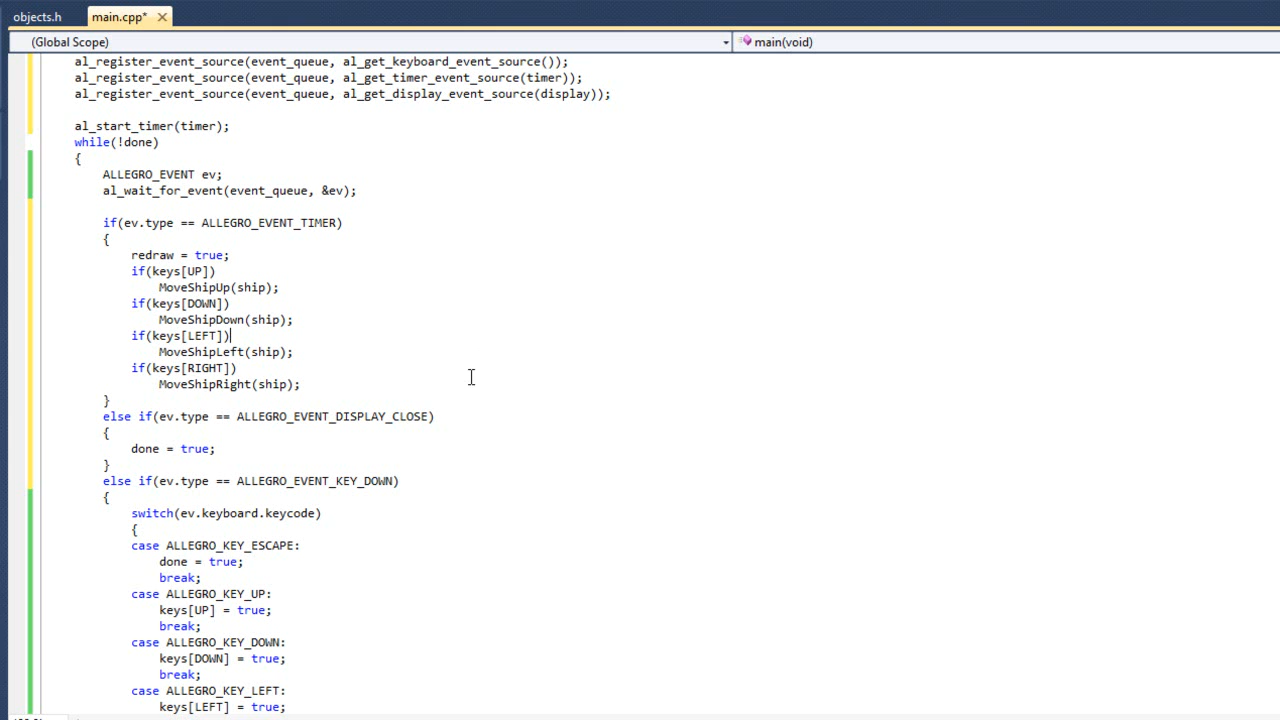 objects.h main.cpp*
(Global Scope) main(void)
al_register_event_source(event_queue, al_get_keyboard_event_source());
al_register_event_source(event_queue, al_get_timer_event_source(timer));
al_register_event_source(event_queue, al_get_display_event_source(display));
al_start_timer(timer);
while(!done)
{
ALLEGRO_EVENT ev;
al_wait_for_event(event_queue, &ev);
if(ev.type == ALLEGRO_EVENT_TIMER)
{
redraw = true;
if(keys[UP])
MoveShipUp(ship);
if(keys[DOWN])
MoveShipDown(ship);
if(keys[LEFT])
MoveShipLeft(ship);
if(keys[RIGHT])
MoveShipRight(ship);
}
else if(ev.type == ALLEGRO_EVENT_DISPLAY_CLOSE)
{
done = true;
}
else if(ev.type == ALLEGRO_EVENT_KEY_DOWN)
{
switch(ev.keyboard.keycode)
{
case ALLEGRO_KEY_ESCAPE:
done = true;
break;
case ALLEGRO_KEY_UP:
keys[UP] = true;
break;
case ALLEGRO_KEY_DOWN:
keys[DOWN] = true;
break;
case ALLEGRO_KEY_LEFT:
keys[LEFT] = true;